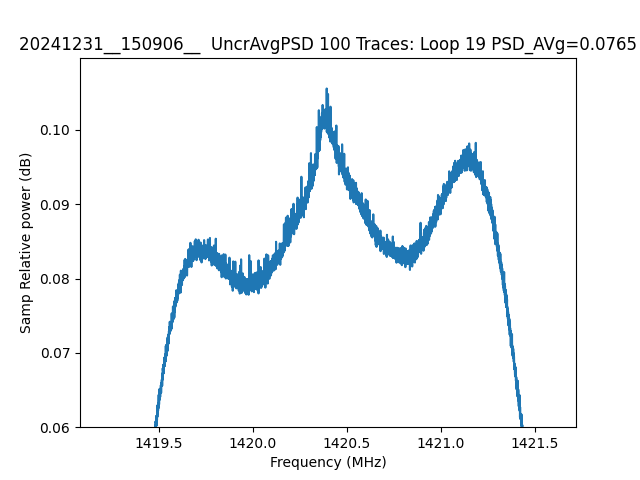 20241231__150906__  UncrAvgPSD 100 Traces: Loop 19 PSD_AVg=0.0765
0.10
0.09
0.08
0.07
0.06
Samp Relative power (dB)
1419.5 1420.0 1420.5 1421.0 1421.5
Frequency (MHz)